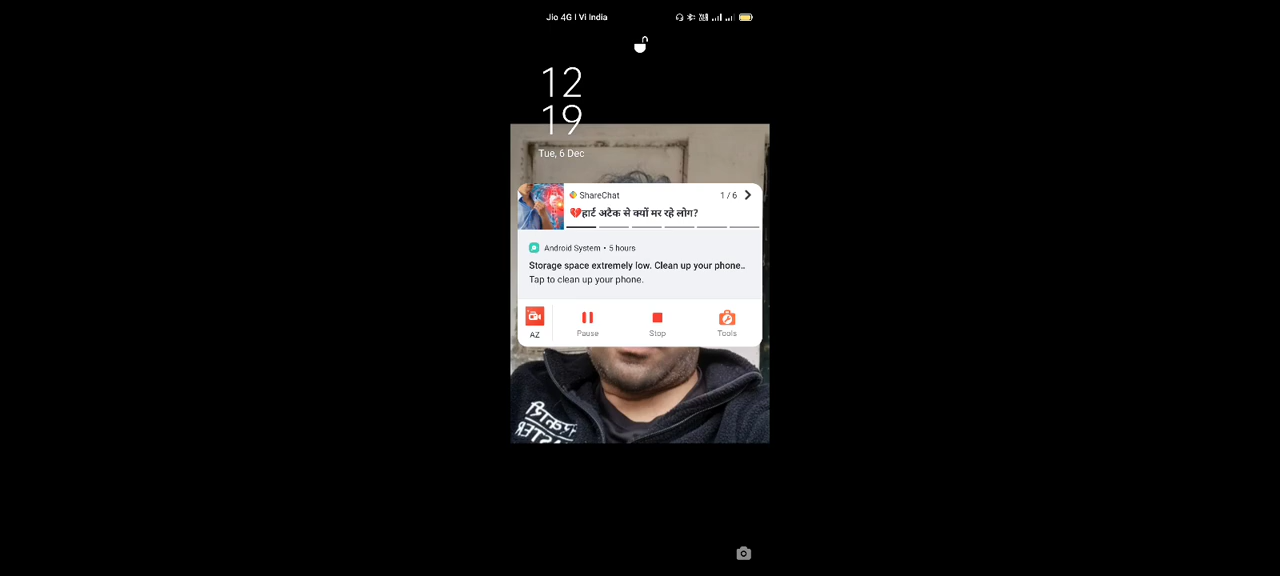 Jio 4G I Vi India
12
19
Tue, 6 Dec
ShareChat
1 / 6
💔हार्ट अटैक से क्यों मर रहे लोग?
Android System • 5 hours
Storage space extremely low. Clean up your phone..
Tap to clean up your phone.
AZ
Pause
Stop
Tools